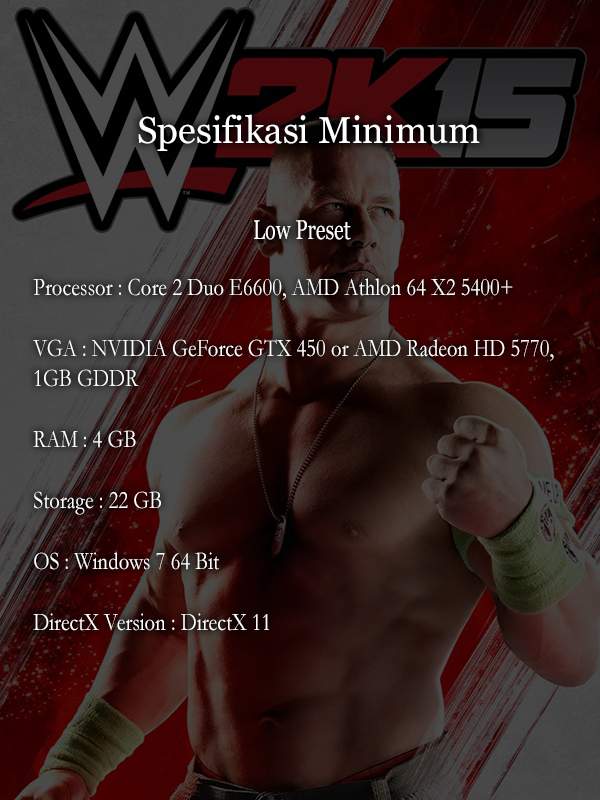 W 2K15
™
Spesifikasi Minimum
Low Preset
Processor : Core 2 Duo E6600, AMD Athlon 64 X2 5400+
VGA : NVIDIA GeForce GTX 450 or AMD Radeon HD 5770,
1GB GDDR
RAM : 4 GB
Storage : 22 GB
OS : Windows 7 64 Bit
DirectX Version : DirectX 11